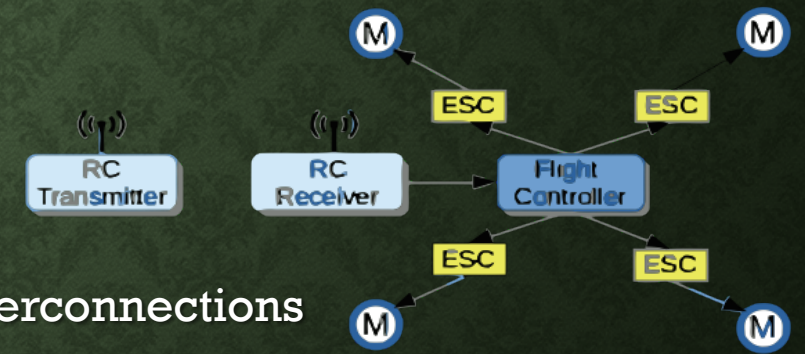 M
M
ESC
ESC
RC
Transmitter
RC
Receiver
Flight
Controller
ESC
ESC
erconnections
M
M